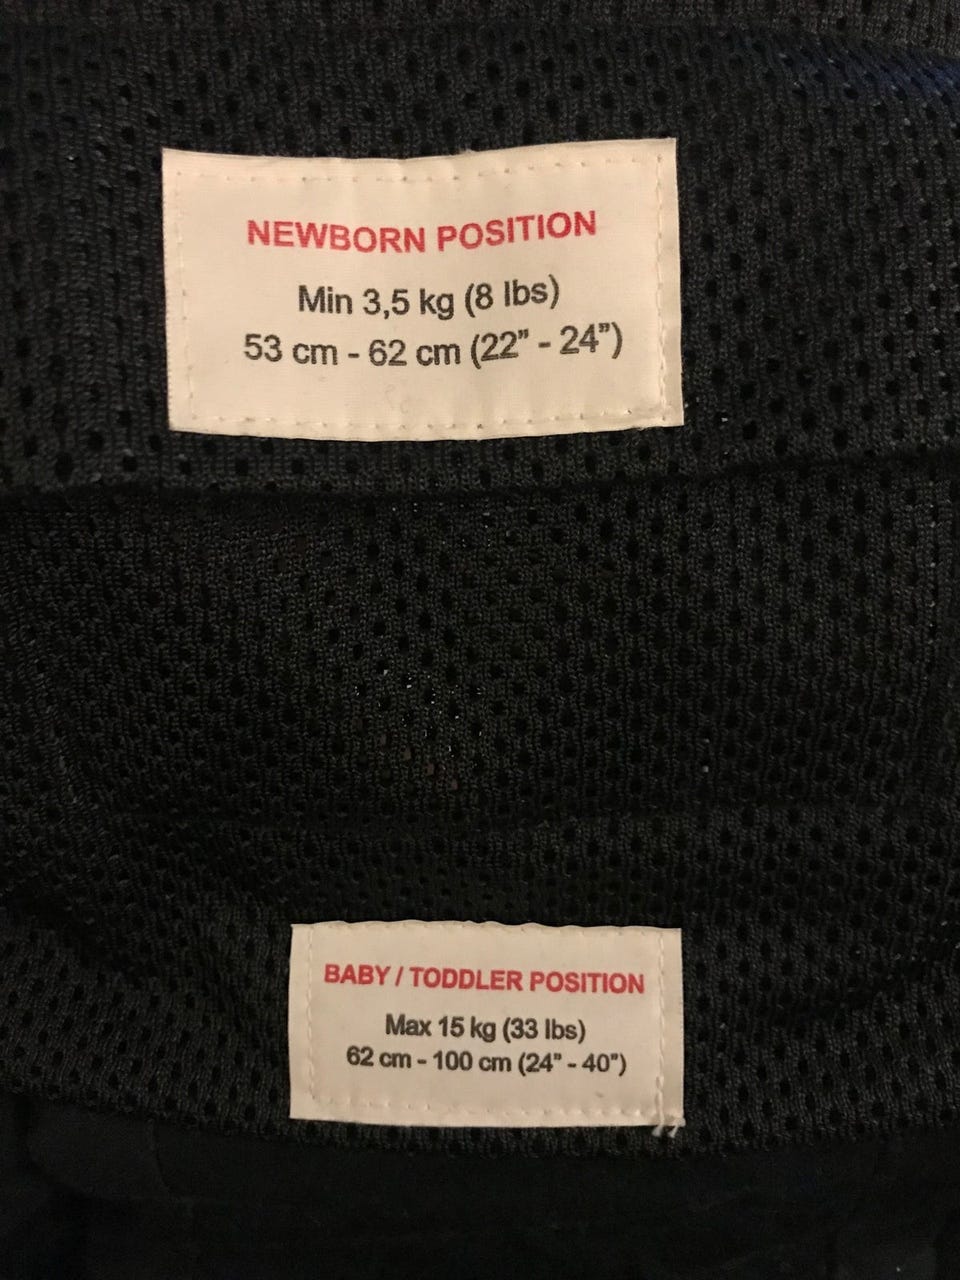 NEWBORN POSITION
Min 3,5 kg (8 lbs)
53 cm - 62 cm (22” - 24”)
BABY / TODDLER POSITION
Max 15 kg (33 lbs)
62 cm - 100 cm (24” - 40”)